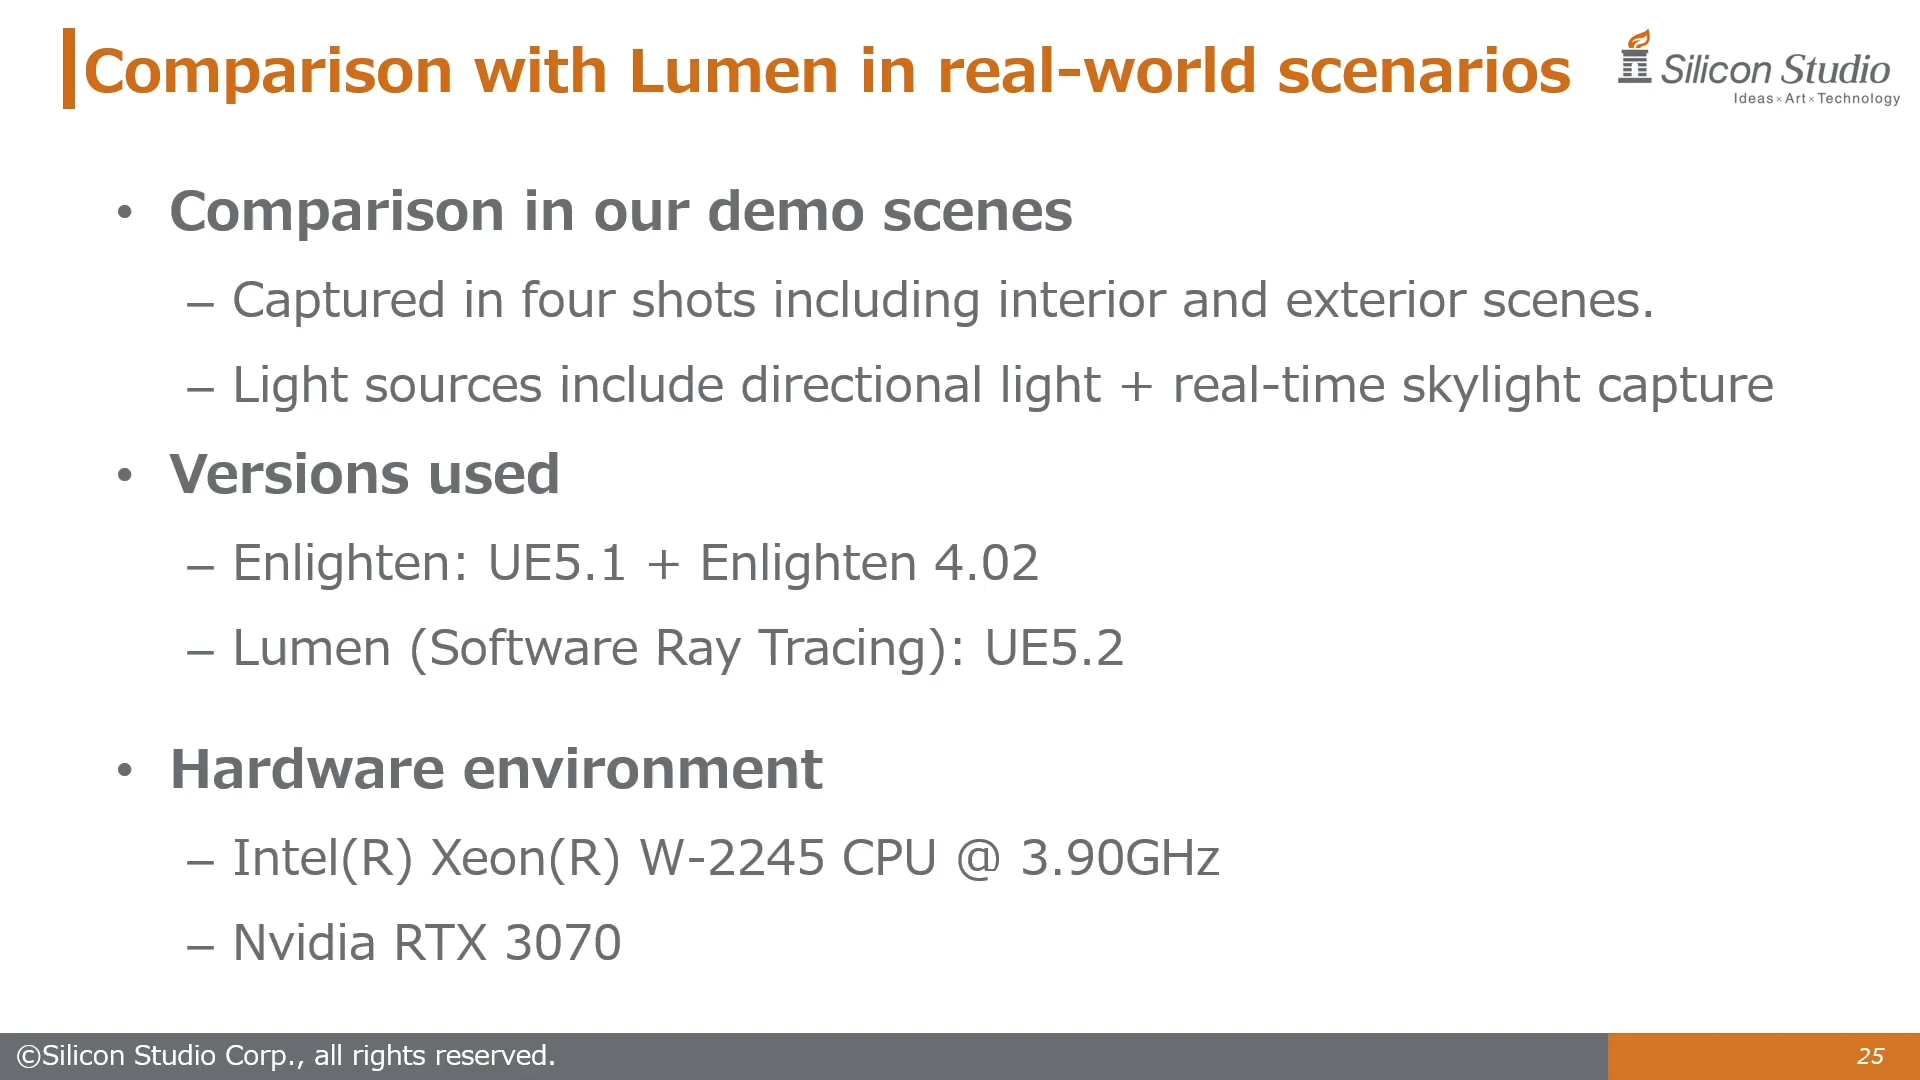 Comparison with Lumen in real-world scenarios
Silicon Studio
Ideas×Art×Technology
• Comparison in our demo scenes
– Captured in four shots including interior and exterior scenes.
– Light sources include directional light + real-time skylight capture
• Versions used
– Enlighten: UE5.1 + Enlighten 4.02
– Lumen (Software Ray Tracing): UE5.2
• Hardware environment
– Intel(R) Xeon(R) W-2245 CPU @ 3.90GHz
– Nvidia RTX 3070
©Silicon Studio Corp., all rights reserved.
25